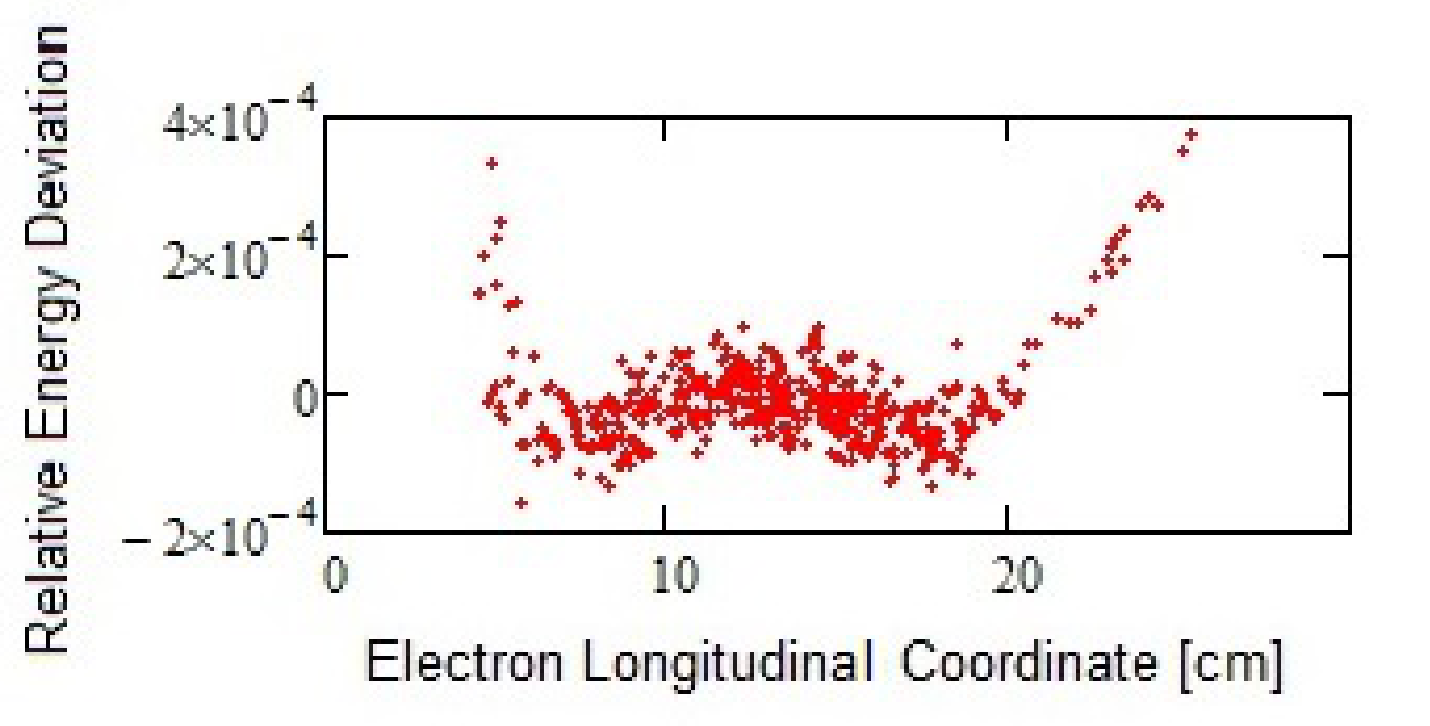 Relative Energy Deviation
4×10⁻⁴
2×10⁻⁴
0
−2×10⁻⁴
0 10 20
Electron Longitudinal Coordinate [cm]